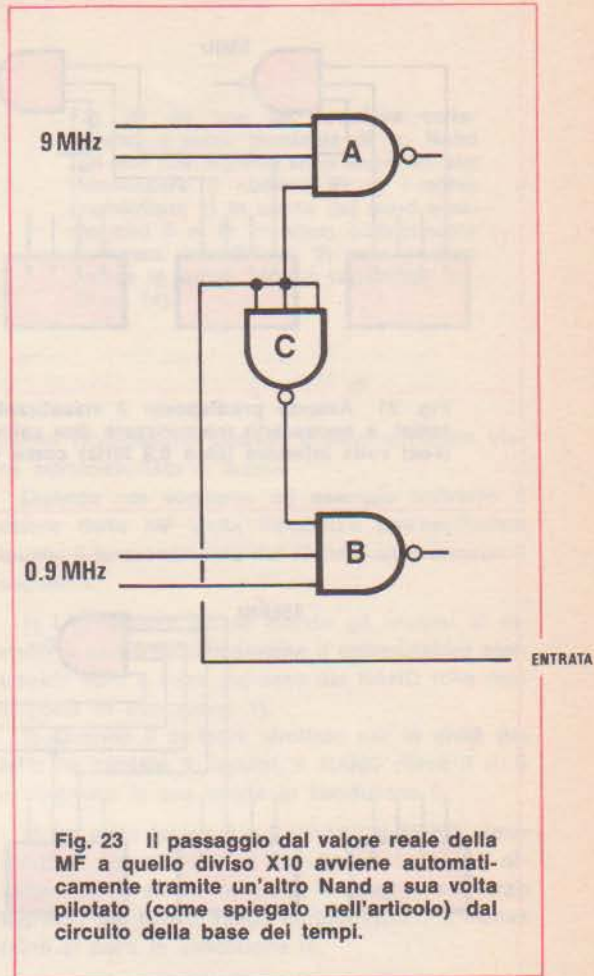 9 MHz
A
C
0.9 MHz
B
ENTRATA
Fig. 23 Il passaggio dal valore reale della
MF a quello diviso X10 avviene automati-
camente tramite un'altro Nand a sua volta
pilotato (come spiegato nell'articolo) dal
circuito della base dei tempi.